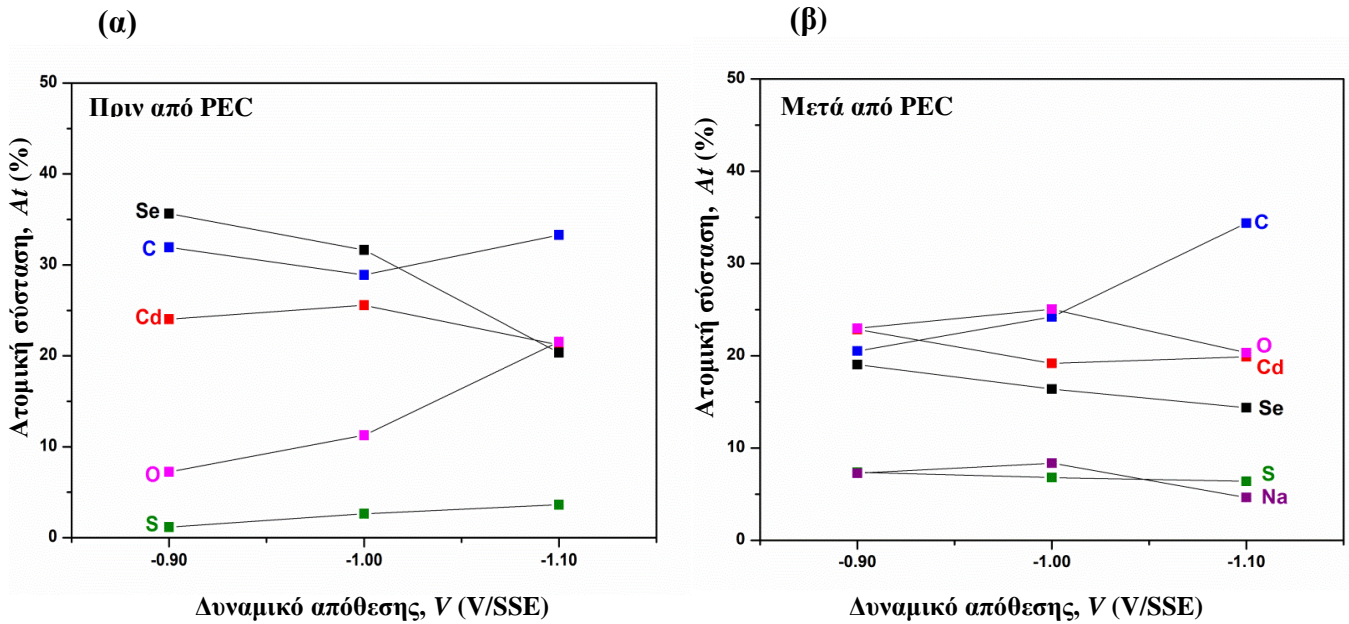 (α)
Πριν από PEC
Ατομική σύσταση, At (%)
50
40
30
20
10
0
Se
C
Cd
O
S
-0.90
-1.00
-1.10
Δυναμικό απόθεσης, V (V/SSE)
(β)
Μετά από PEC
Ατομική σύσταση, At (%)
50
40
30
20
10
0
C
O
Cd
Se
S
Na
-0.90
-1.00
-1.10
Δυναμικό απόθεσης, V (V/SSE)